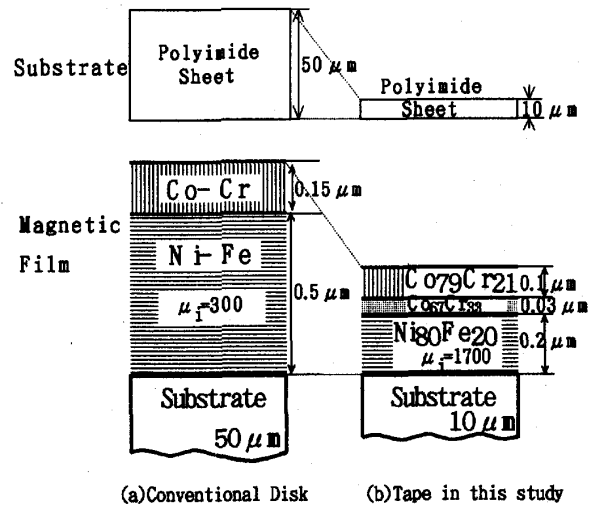 Substrate
Polyimide
Sheet
50 μm
Polyimide
Sheet
10 μm
Magnetic
Film
Co-Cr
0.15 μm
Ni-Fe
μi=300
0.5 μm
Co79Cr21
0.1 μm
Co67Cr33
0.03 μm
Ni80Fe20
μi=1700
0.2 μm
Substrate
50 μm
Substrate
10 μm
(a)Conventional Disk
(b)Tape in this study